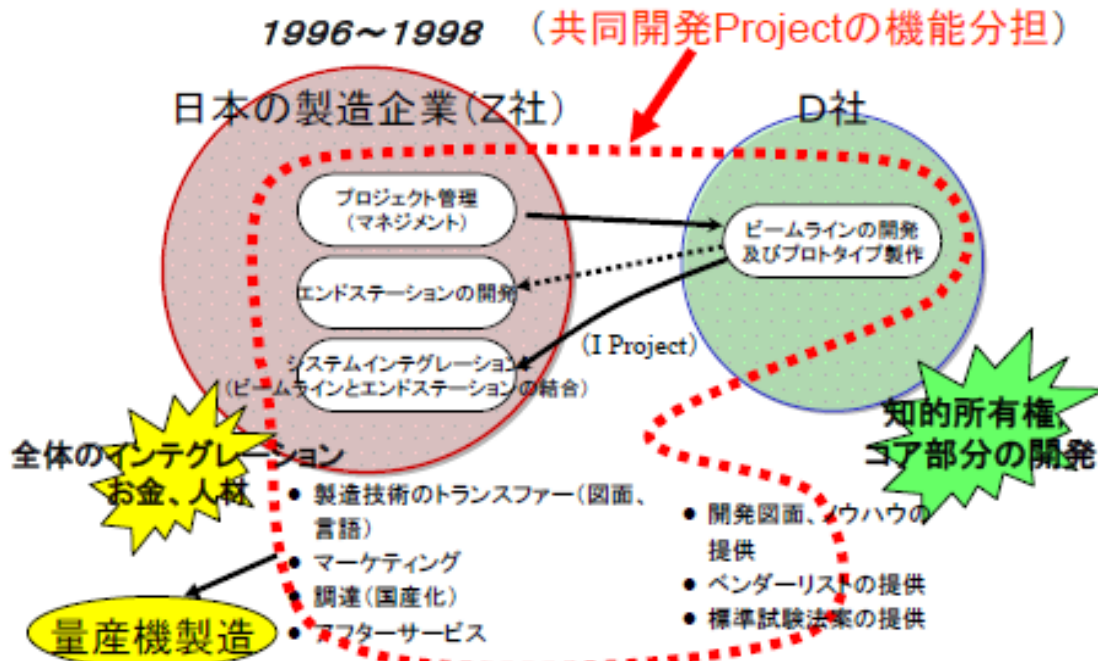 1996～1998 （共同開発Projectの機能分担）
日本の製造企業（Z社）
D社
プロジェクト管理
（マネジメント）
エンドステーションの開発
システムインテグレーション
（ビームラインとエンドステーションの結合）
ビームラインの開発
及びプロトタイプ製作
（I Project）
全体のインテグレーション
お金、人材
知的所有権,
コア部分の開発
● 製造技術のトランスファー（図面、
言語）
● マーケティング
● 調達（国産化）
● アフターサービス
● 開発図面、ノウハウの
提供
● ベンダーリストの提供
● 標準試験法案の提供
量産機製造